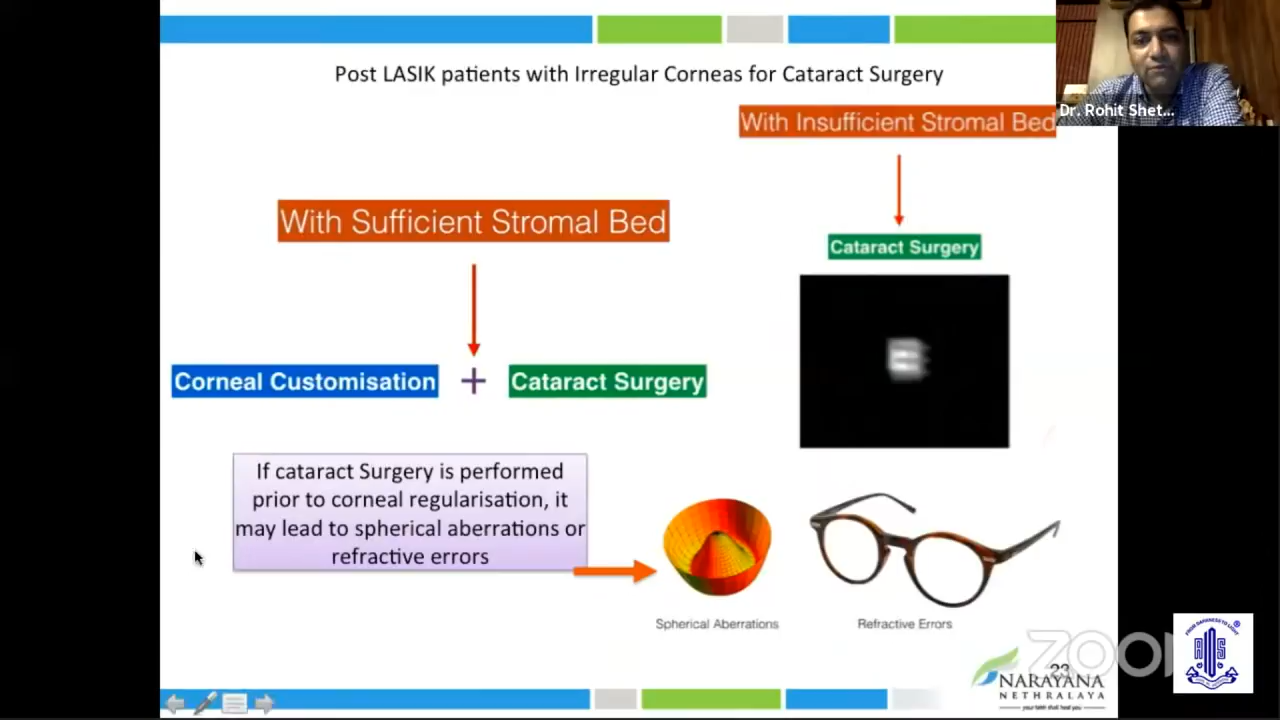 Post LASIK patients with Irregular Corneas for Cataract Surgery
Dr. Rohit Shet...
With Insufficient Stromal Bed
With Sufficient Stromal Bed
Cataract Surgery
Corneal Customisation + Cataract Surgery
If cataract Surgery is performed
prior to corneal regularisation, it
may lead to spherical aberrations or
refractive errors
Spherical Aberrations
Refractive Errors
zoom
23
NARAYANA
NETHRALAYA